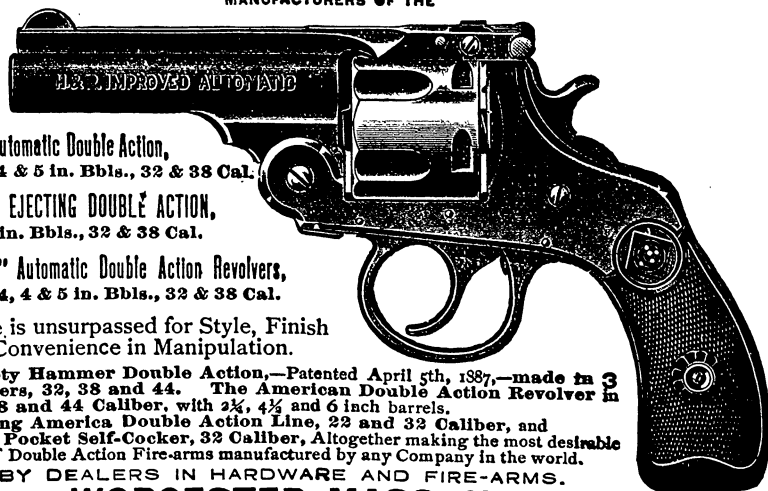 MANUFACTURERS OF THE
H. & R. IMPROVED AUTOMATIC
utomatic Double Action,
4 & 5 in. Bbls., 32 & 38 Cal.
EJECTING DOUBLE ACTION,
in. Bbls., 32 & 38 Cal.
" Automatic Double Action Revolvers,
4, 4 & 5 in. Bbls., 32 & 38 Cal.
e is unsurpassed for Style, Finish
Convenience in Manipulation.
ty Hammer Double Action,—Patented April 5th, 1887,—made in 3
ers, 32, 38 and 44. The American Double Action Revolver in
8 and 44 Caliber, with 2½, 4½ and 6 inch barrels.
ng America Double Action Line, 22 and 32 Caliber, and
Pocket Self-Cocker, 32 Caliber, Altogether making the most desirable
Double Action Fire-arms manufactured by any Company in the world.
BY DEALERS IN HARDWARE AND FIRE-ARMS.
WORCESTER, MASS.